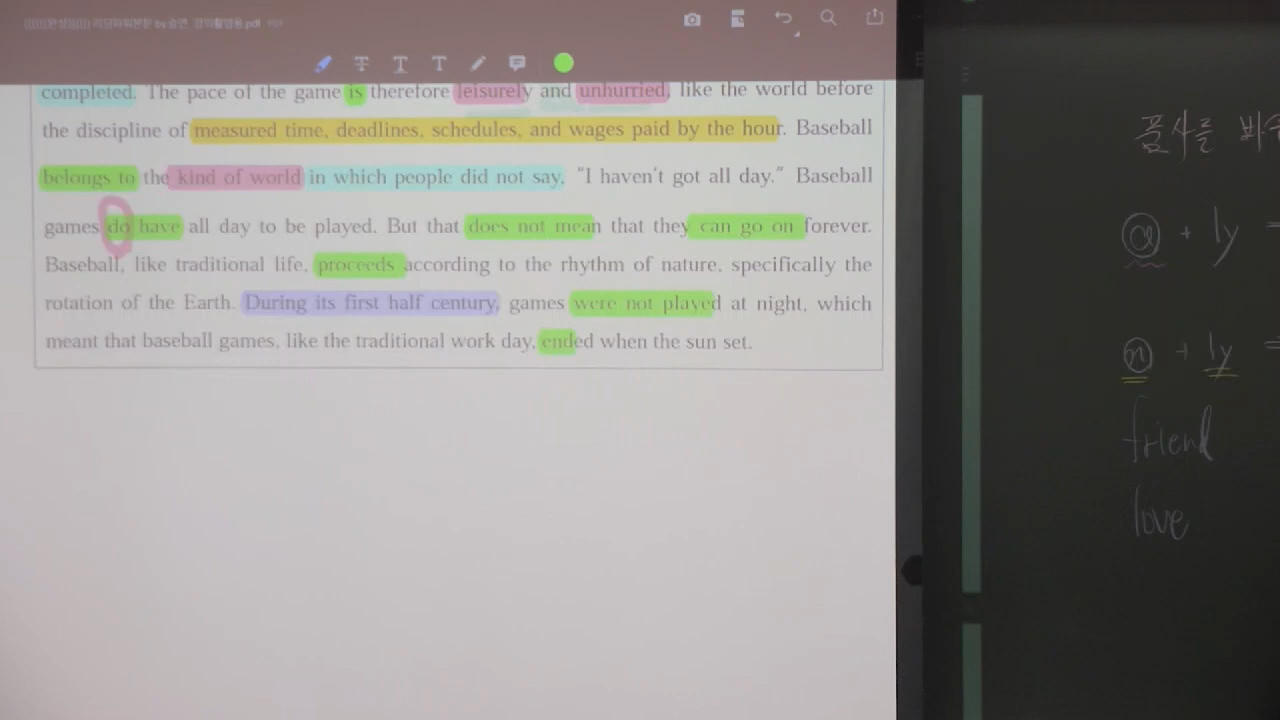 completed. The pace of the game is therefore leisurely and unhurried, like the world before
the discipline of measured time, deadlines, schedules, and wages paid by the hour. Baseball
belongs to the kind of world in which people did not say, “I haven't got all day.” Baseball
games do have all day to be played. But that does not mean that they can go on forever.
Baseball, like traditional life, proceeds according to the rhythm of nature, specifically the
rotation of the Earth. During its first half century, games were not played at night, which
meant that baseball games, like the traditional work day, ended when the sun set.
품사를
ⓐ + ly =
ⓝ + ly =
friend
love